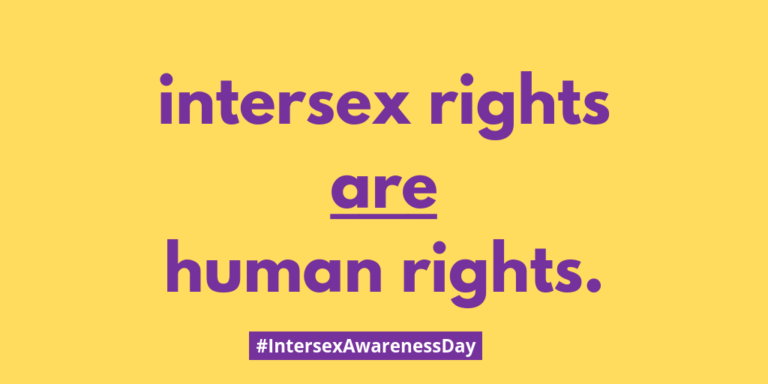 intersex rights
are
human rights.
#IntersexAwarenessDay